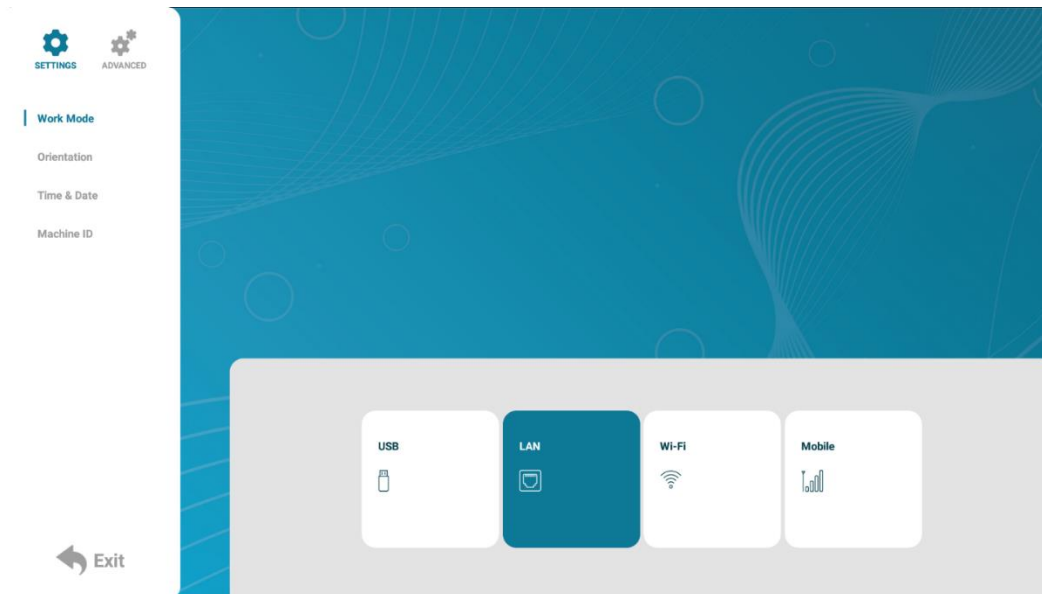 SETTINGS
ADVANCED
Work Mode
Orientation
Time & Date
Machine ID
Exit
USB
LAN
Wi-Fi
Mobile